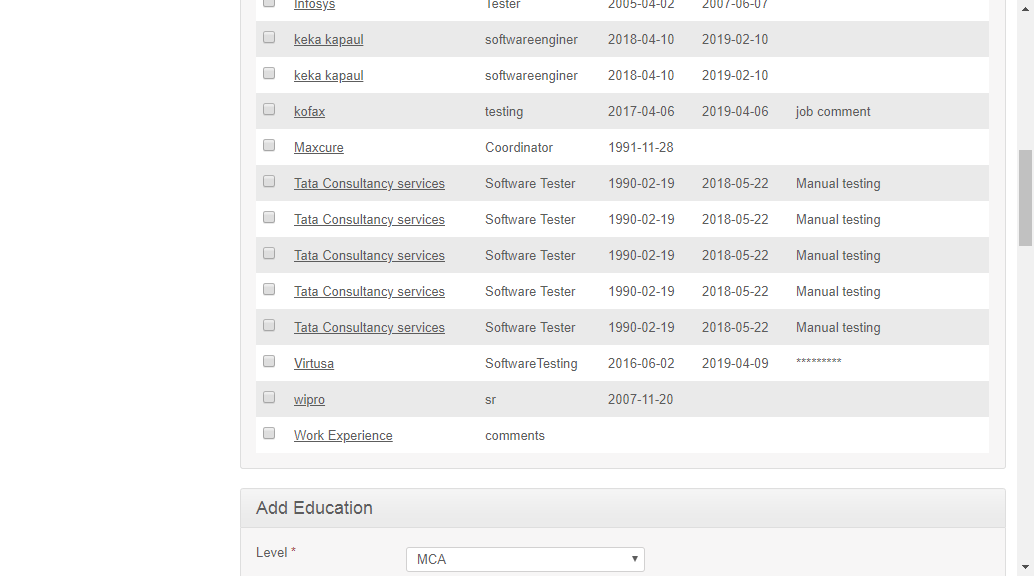 Infosys Tester 2005-04-02 2007-06-07
keka kapaul softwareenginer 2018-04-10 2019-02-10
keka kapaul softwareenginer 2018-04-10 2019-02-10
kofax testing 2017-04-06 2019-04-06 job comment
Maxcure Coordinator 1991-11-28
Tata Consultancy services Software Tester 1990-02-19 2018-05-22 Manual testing
Tata Consultancy services Software Tester 1990-02-19 2018-05-22 Manual testing
Tata Consultancy services Software Tester 1990-02-19 2018-05-22 Manual testing
Tata Consultancy services Software Tester 1990-02-19 2018-05-22 Manual testing
Tata Consultancy services Software Tester 1990-02-19 2018-05-22 Manual testing
Virtusa SoftwareTesting 2016-06-02 2019-04-09 *********
wipro sr 2007-11-20
Work Experience comments
Add Education
Level *
MCA